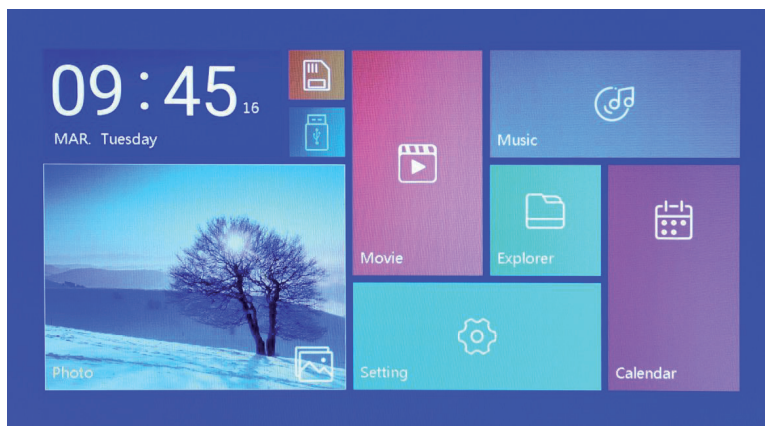 09 : 45 16
MAR. Tuesday
Music
Movie
Explorer
Photo
Setting
Calendar